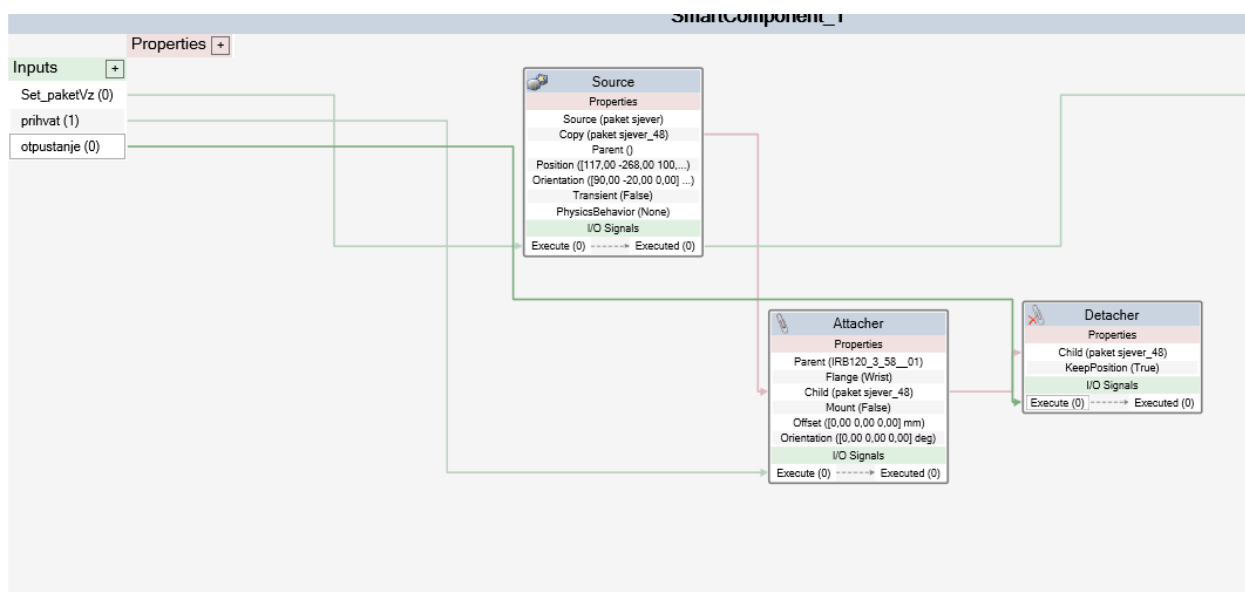 SmartComponent_1
Properties +
Inputs +
Set_paketVz (0)
prihvat (1)
otpustanje (0)
Source
Properties
Source (paket sjever)
Copy (paket sjever_48)
Parent ()
Position ([117,00 -268,00 100,...)
Orientation ([90,00 -20,00 0,00] ...)
Transient (False)
PhysicsBehavior (None)
I/O Signals
Execute (0) Executed (0)
Attacher
Properties
Parent (IRB120_3_58__01)
Flange (Wrist)
Child (paket sjever_48)
Mount (False)
Offset ([0,00 0,00 0,00] mm)
Orientation ([0,00 0,00 0,00] deg)
I/O Signals
Execute (0) Executed (0)
Detacher
Properties
Child (paket sjever_48)
KeepPosition (True)
I/O Signals
Execute (0) Executed (0)